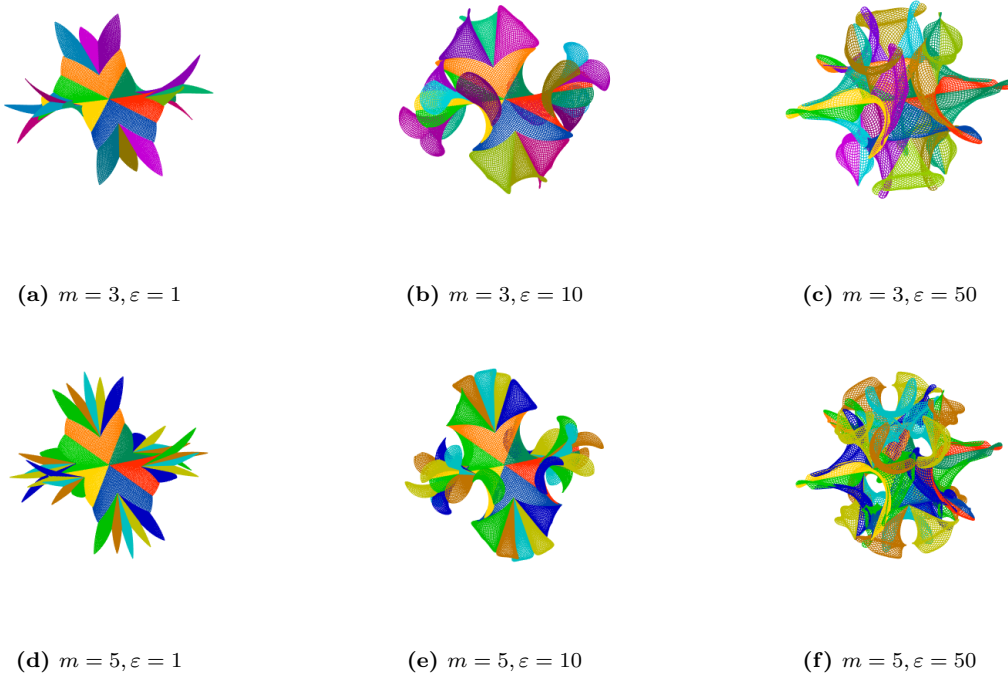 (a) m = 3, ε = 1
(b) m = 3, ε = 10
(c) m = 3, ε = 50
(d) m = 5, ε = 1
(e) m = 5, ε = 10
(f) m = 5, ε = 50